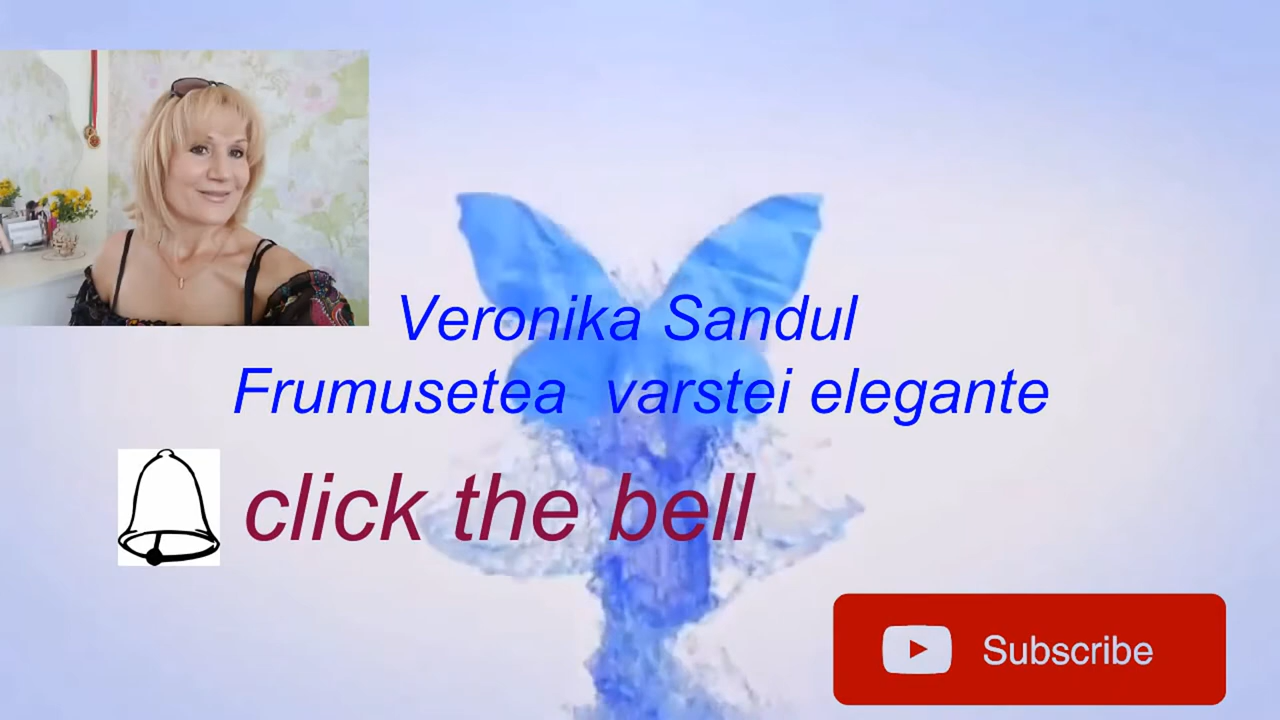 Veronika Sandul
Frumusetea varstei elegante
click the bell
Subscribe